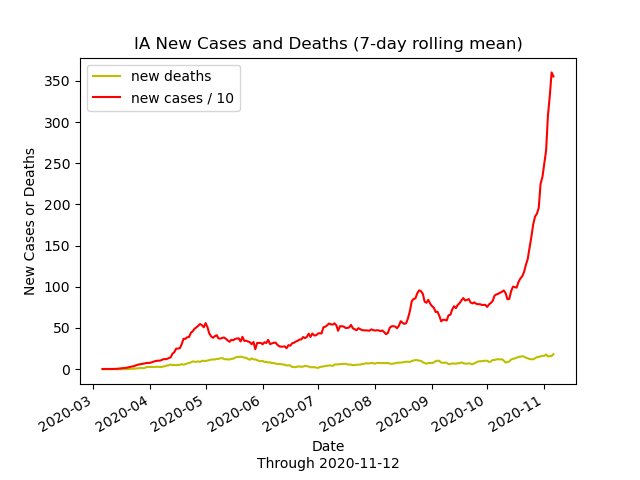 IA New Cases and Deaths (7-day rolling mean)
new deaths
new cases / 10
New Cases or Deaths
350
300
250
200
150
100
50
0
2020-03
2020-04
2020-05
2020-06
2020-07
2020-08
2020-09
2020-10
2020-11
Date
Through 2020-11-12